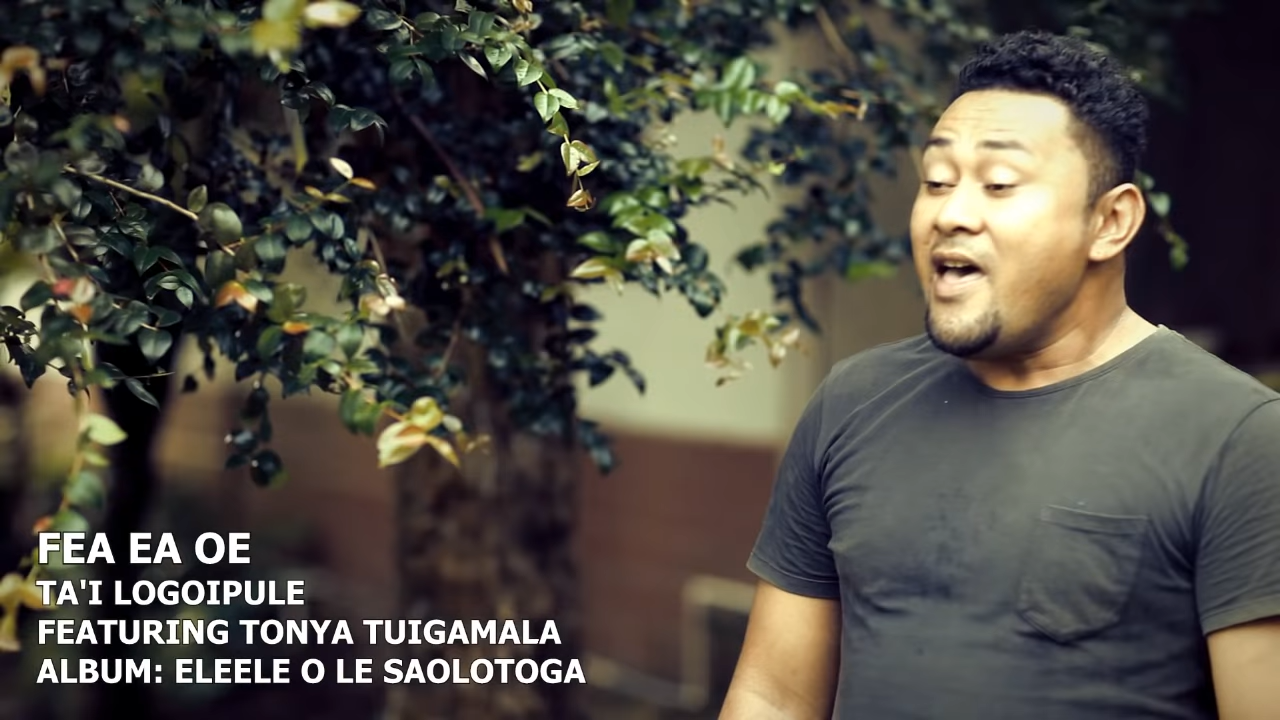 FEA EA OE
TA'I LOGOIPULE
FEATURING TONYA TUIGAMALA
ALBUM: ELEELE O LE SAOLOTOGA